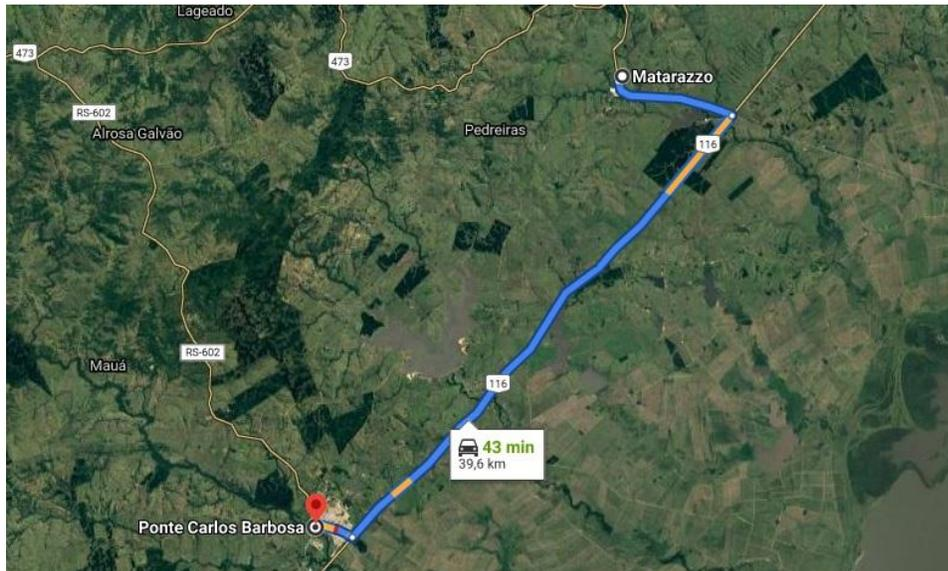 Lageado
473
473
Matarazzo
RS-602
Alrosa Galvão
Pedreiras
116
RS-602
Mauá
116
43 min
39,6 km
Ponte Carlos Barbosa